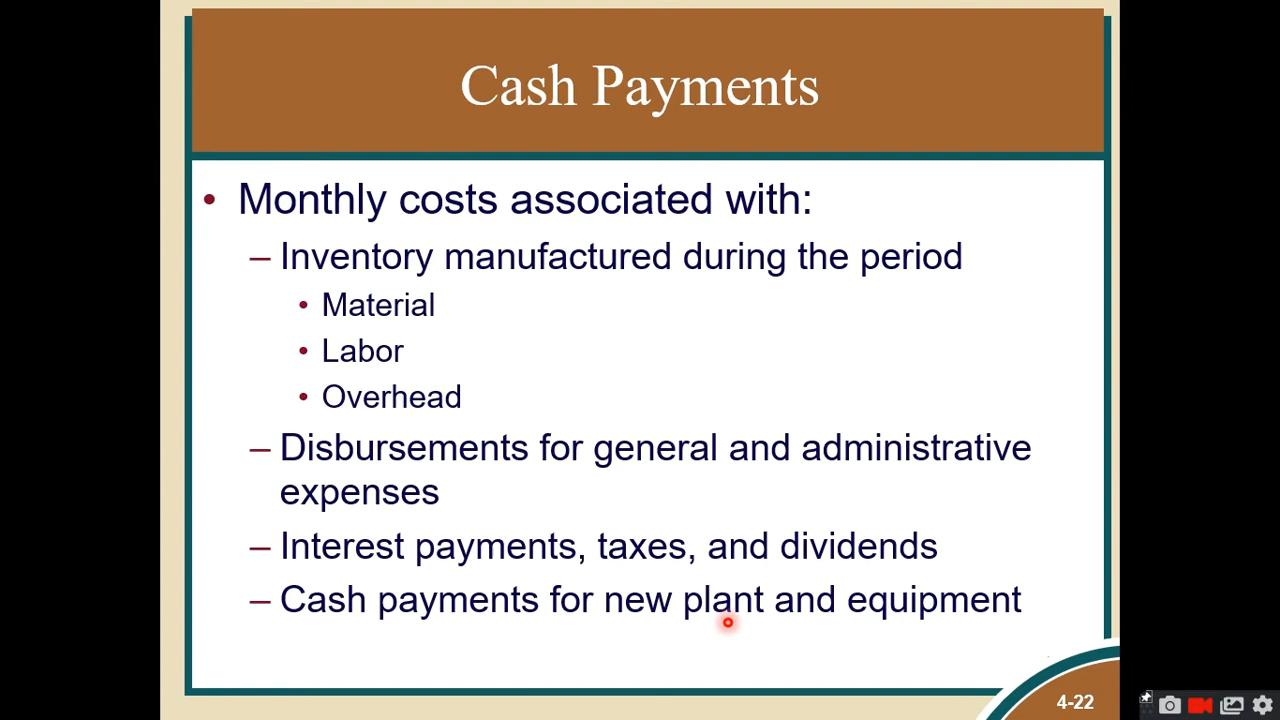 Cash Payments
• Monthly costs associated with:
– Inventory manufactured during the period
• Material
• Labor
• Overhead
– Disbursements for general and administrative
expenses
– Interest payments, taxes, and dividends
– Cash payments for new plant and equipment
4-22